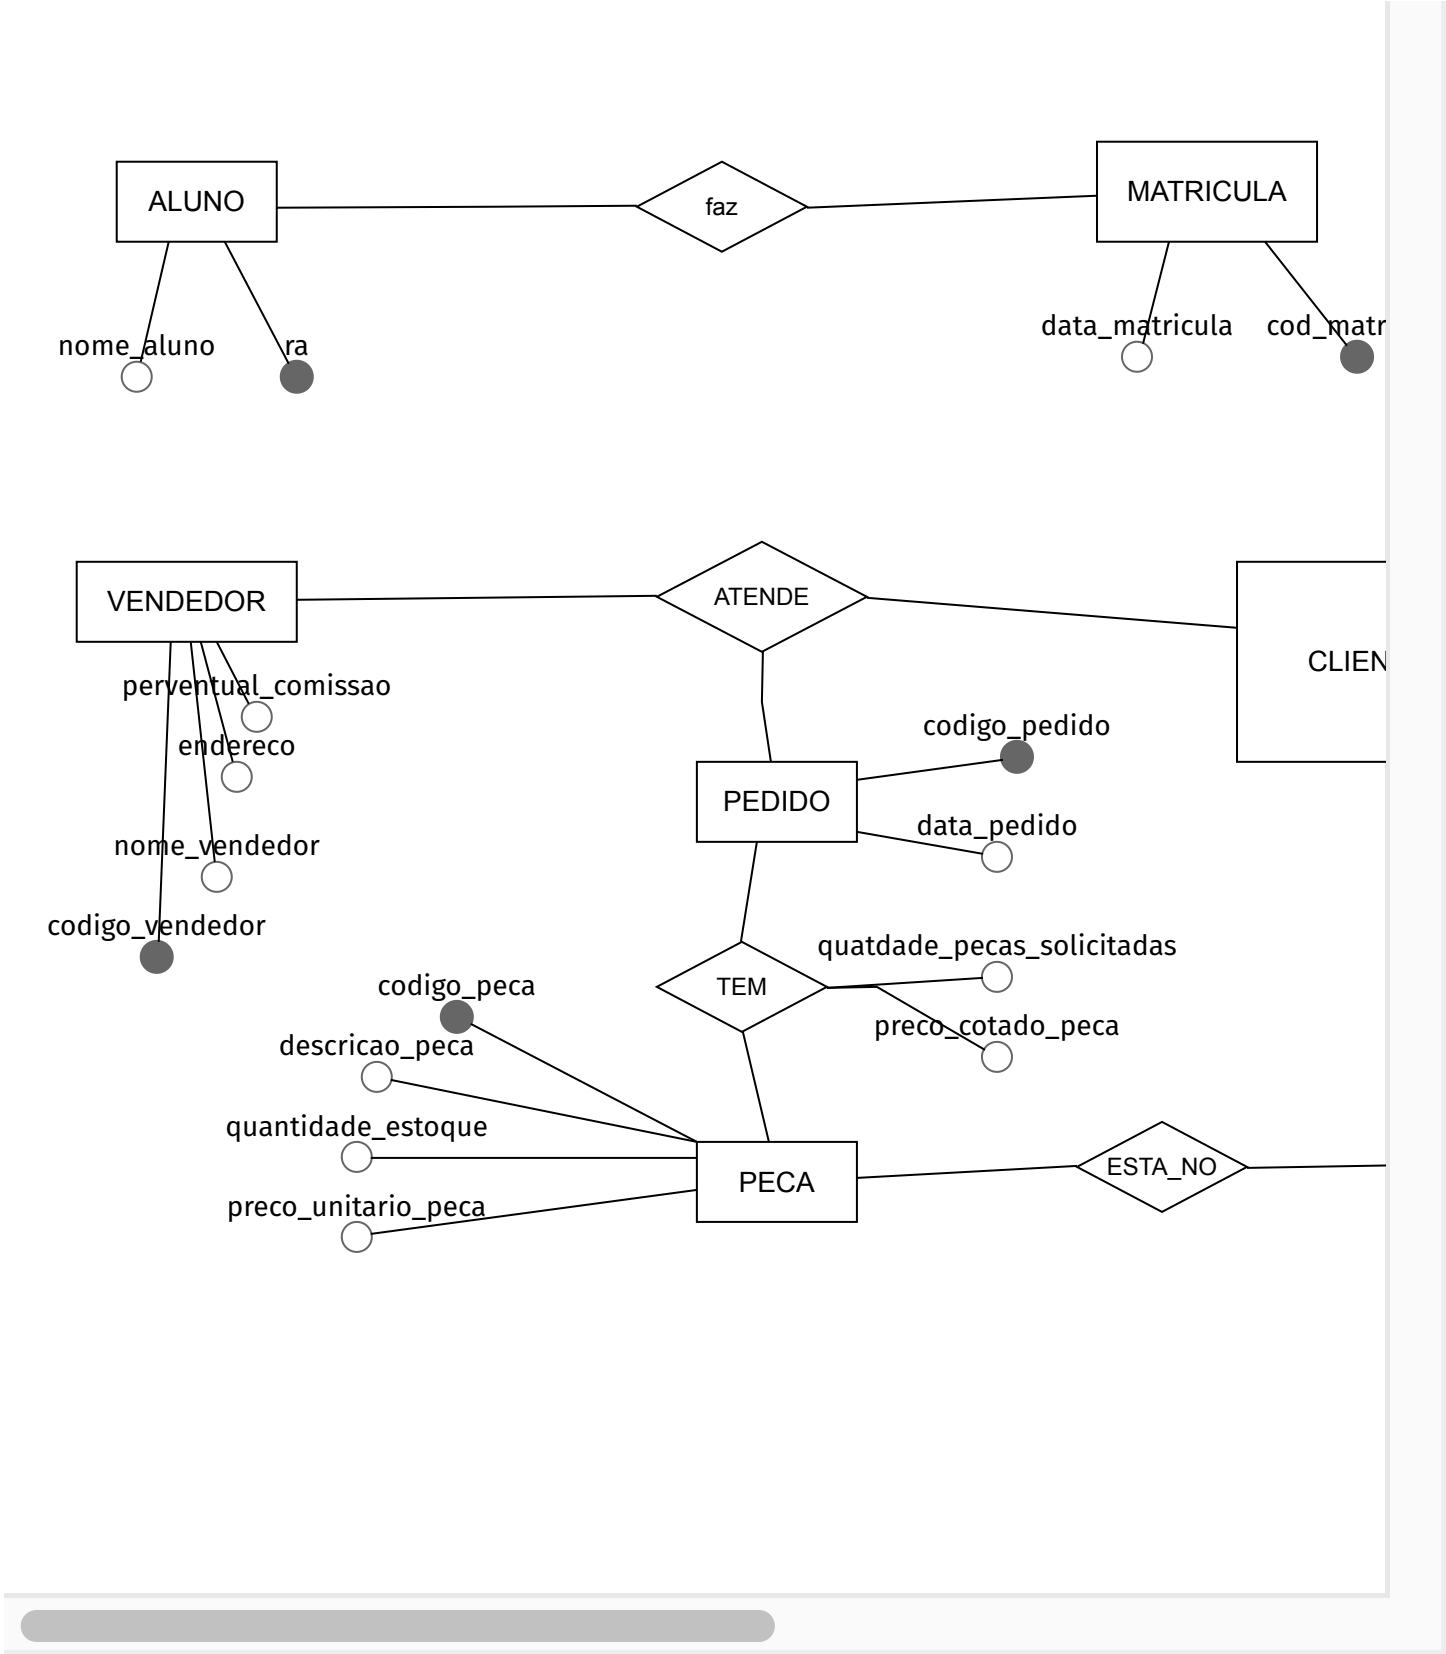 ALUNO
faz
MATRICULA
nome_aluno
ra
data_matricula
cod_matr
VENDEDOR
ATENDE
CLIEN
perventual_comissao
endereco
nome_vendedor
codigo_vendedor
PEDIDO
codigo_pedido
data_pedido
TEM
quatdade_pecas_solicitadas
preco_cotado_peca
codigo_peca
descricao_peca
quantidade_estoque
preco_unitario_peca
PECA
ESTA_NO